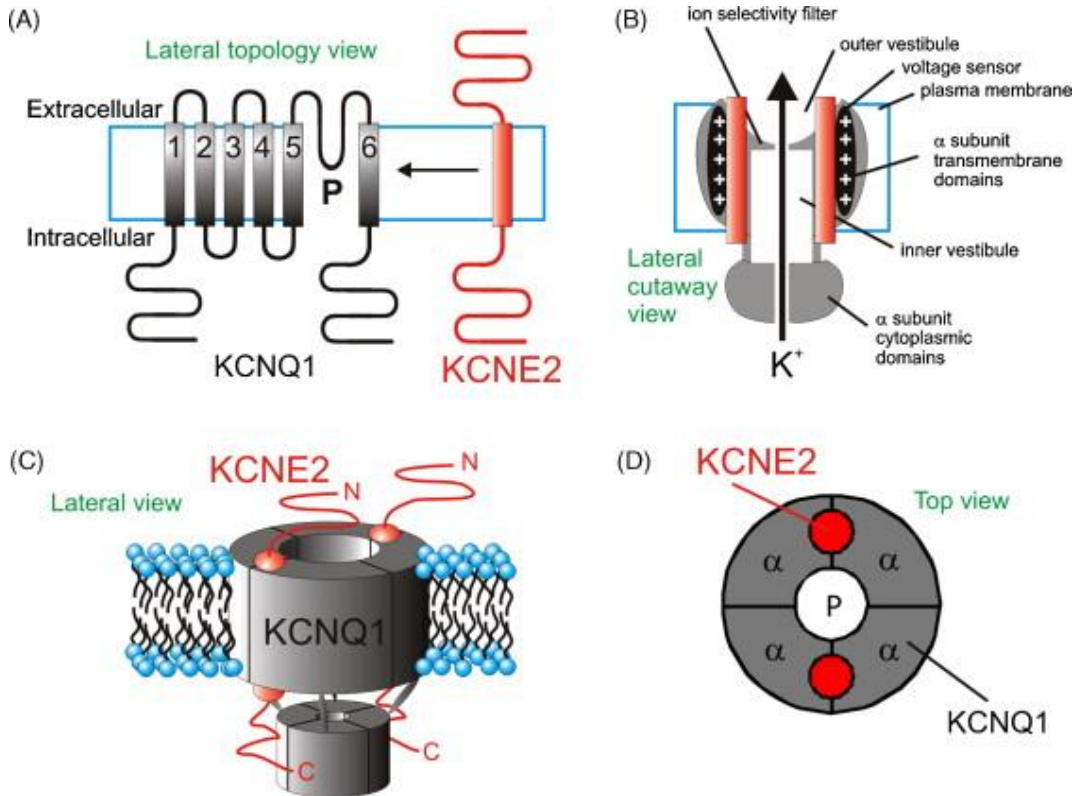 (A)
Lateral topology view
Extracellular
1 2 3 4 5 6
P
Intracellular
KCNQ1
KCNE2
(B)
ion selectivity filter
outer vestibule
voltage sensor
plasma membrane
+ +
+ +
+ +
+ +
+ +
α subunit
transmembrane
domains
inner vestibule
Lateral
cutaway
view
α subunit
cytoplasmic
domains
K⁺
(C)
Lateral view
KCNE2
N
N
KCNQ1
C
C
(D)
KCNE2
Top view
α α
P
α α
KCNQ1